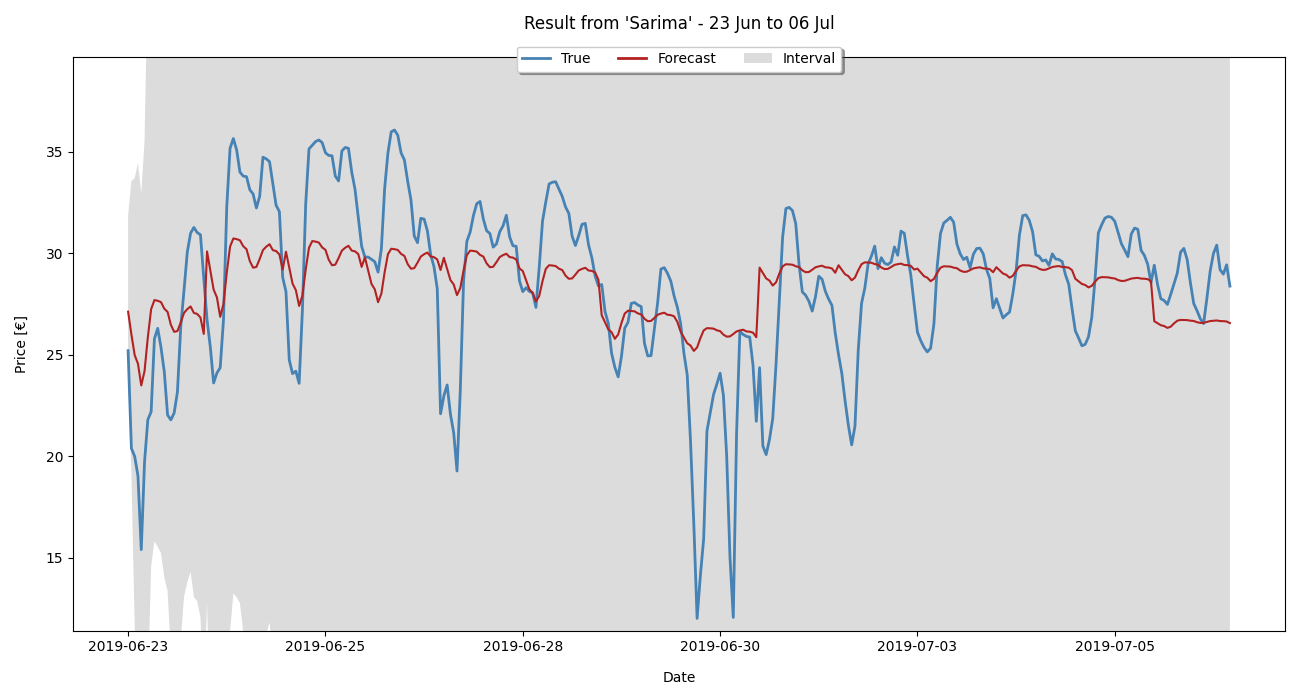 Result from 'Sarima' - 23 Jun to 06 Jul
True
Forecast
Interval
Price [€]
35
30
25
20
15
2019-06-23
2019-06-25
2019-06-28
2019-06-30
2019-07-03
2019-07-05
Date